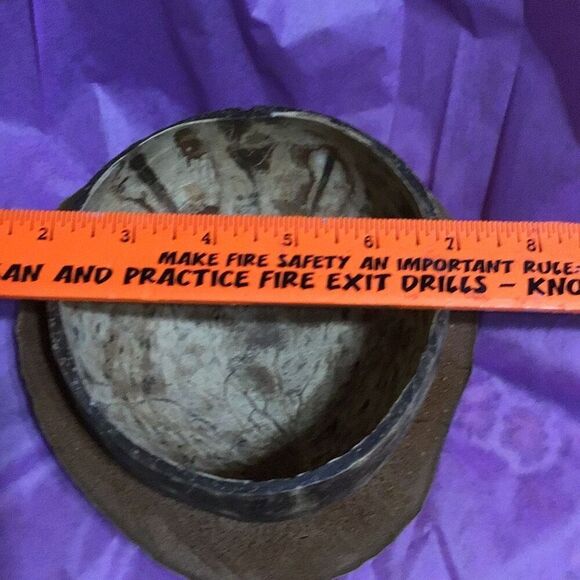 2 3 4 5 6 7 8
MAKE FIRE SAFETY AN IMPORTANT RULE
AN AND PRACTICE FIRE EXIT DRILLS – KNO